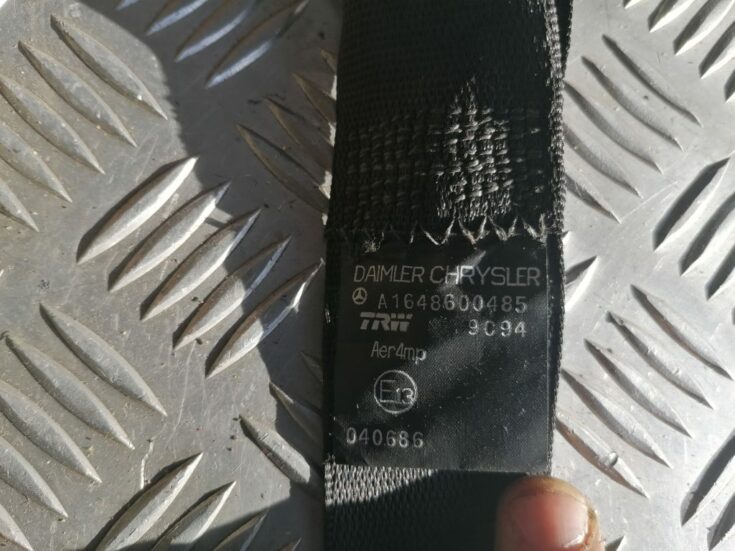 DAIMLER CHRYSLER
A1648600485
TRW 9C94
Aer4mp
E13
040686